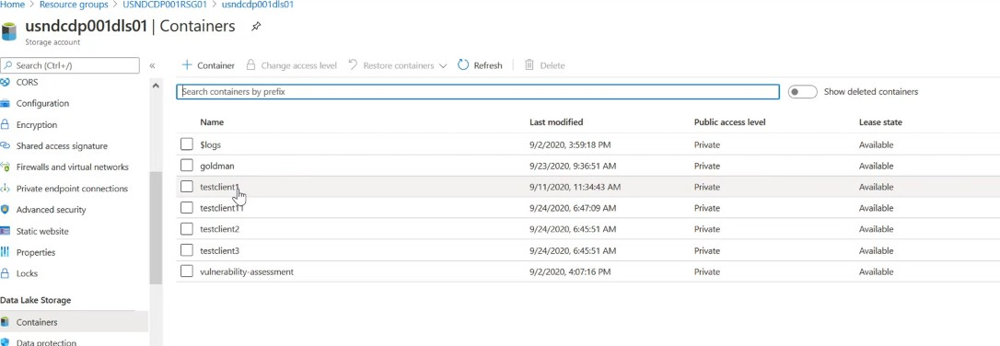 Home > Resource groups > USNDCDP001RSG01 > usndcdp001dls01
usndcdp001dls01 | Containers
Storage account
Search (Ctrl+/)
«
+ Container
Change access level
Restore containers
Refresh
Delete
CORS
Configuration
Encryption
Shared access signature
Firewalls and virtual networks
Private endpoint connections
Advanced security
Static website
Properties
Locks
Data Lake Storage
Containers
Data protection
Search containers by prefix
Show deleted containers
Name Last modified Public access level Lease state
$logs 9/2/2020, 3:59:18 PM Private Available
goldman 9/23/2020, 9:36:51 AM Private Available
testclient1 9/11/2020, 11:34:43 AM Private Available
testclient11 9/24/2020, 6:47:09 AM Private Available
testclient2 9/24/2020, 6:45:51 AM Private Available
testclient3 9/24/2020, 6:45:51 AM Private Available
vulnerability-assessment 9/2/2020, 4:07:16 PM Private Available